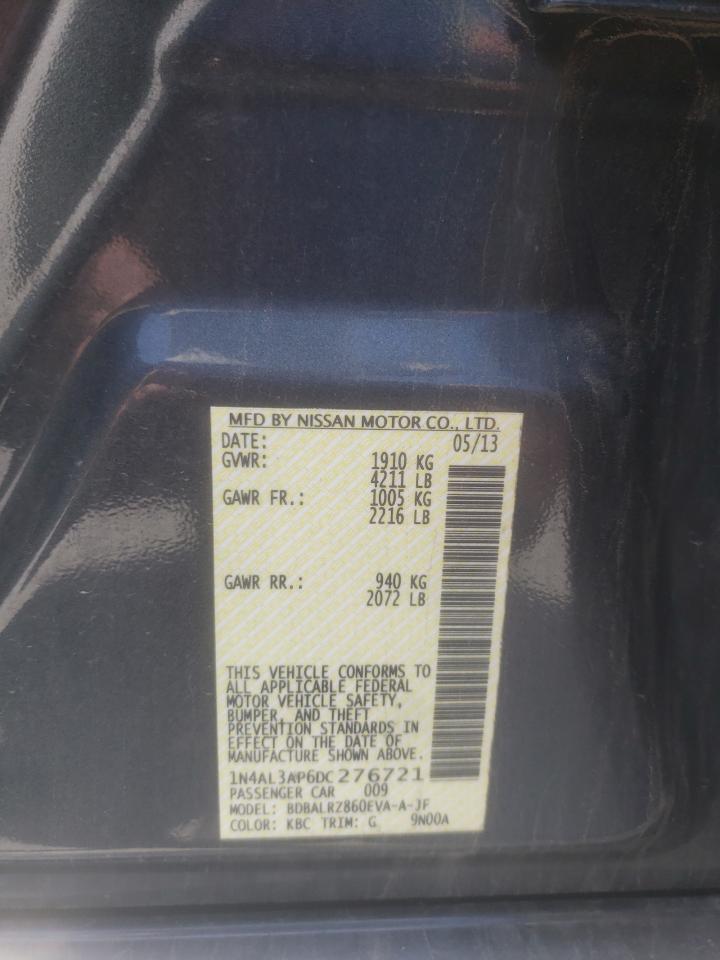 MFD BY NISSAN MOTOR CO., LTD.
DATE: 05/13
GVWR: 1910 KG
4211 LB
GAWR FR.: 1005 KG
2216 LB
GAWR RR.: 940 KG
2072 LB
THIS VEHICLE CONFORMS TO
ALL APPLICABLE FEDERAL
MOTOR VEHICLE SAFETY,
BUMPER, AND THEFT
PREVENTION STANDARDS IN
EFFECT ON THE DATE OF
MANUFACTURE SHOWN ABOVE.
1N4AL3AP6DC276721
PASSENGER CAR 009
MODEL: BDBALRZ860EVA-A-JF
COLOR: KBC TRIM: G 9N00A